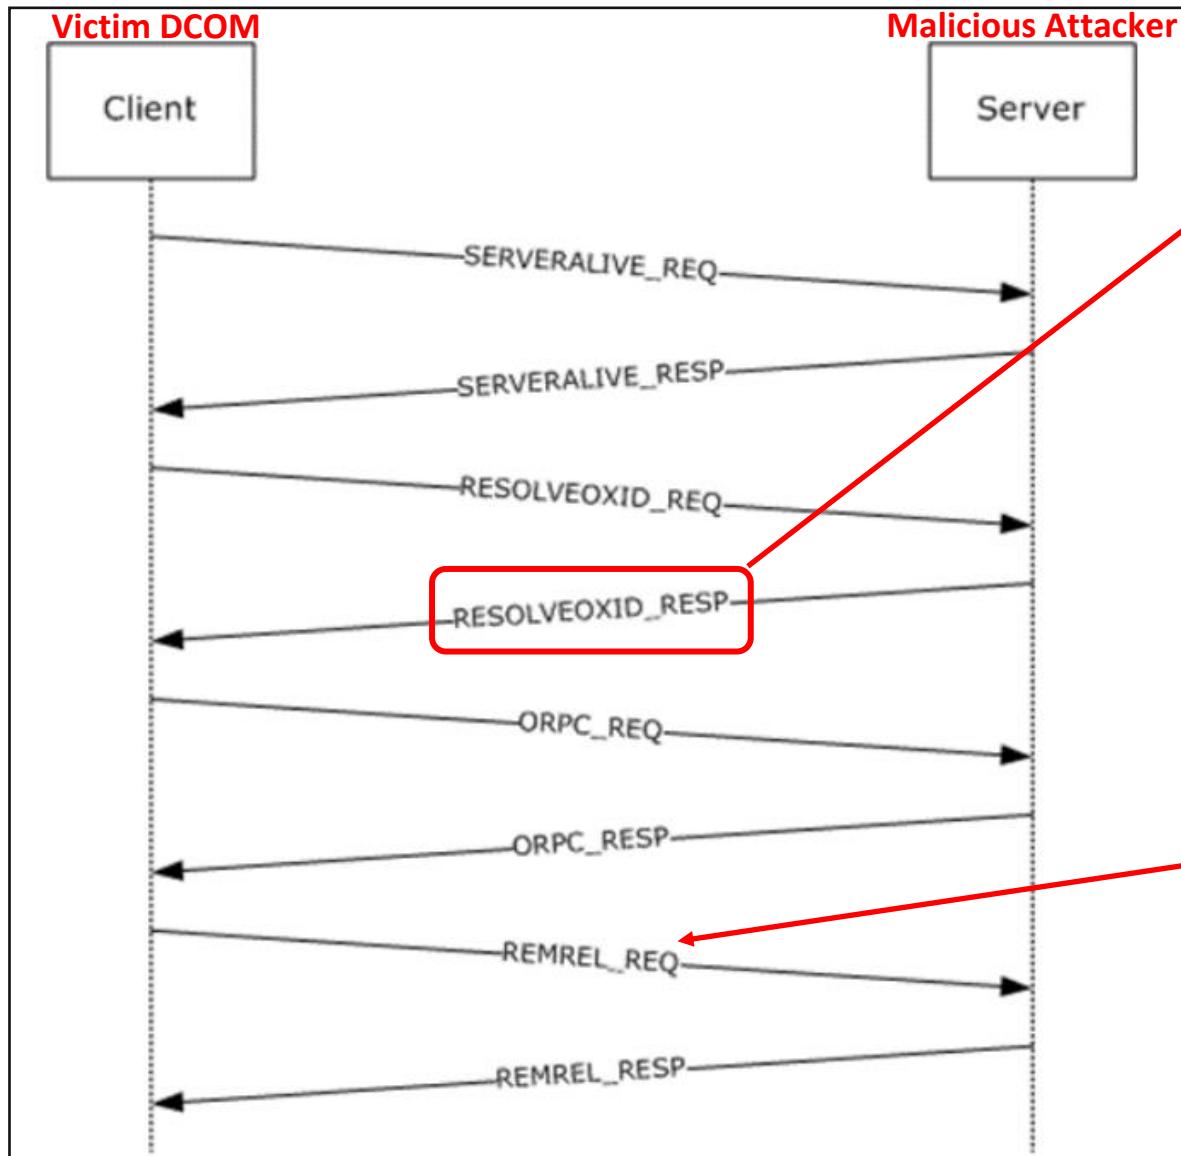 Victim DCOM
Malicious Attacker
Client
Server
SERVERALIVE_REQ
SERVERALIVE_RESP
RESOLVEOXID_REQ
RESOLVEOXID_RESP
ORPC_REQ
ORPC_RESP
REMREL_REQ
REMREL_RESP